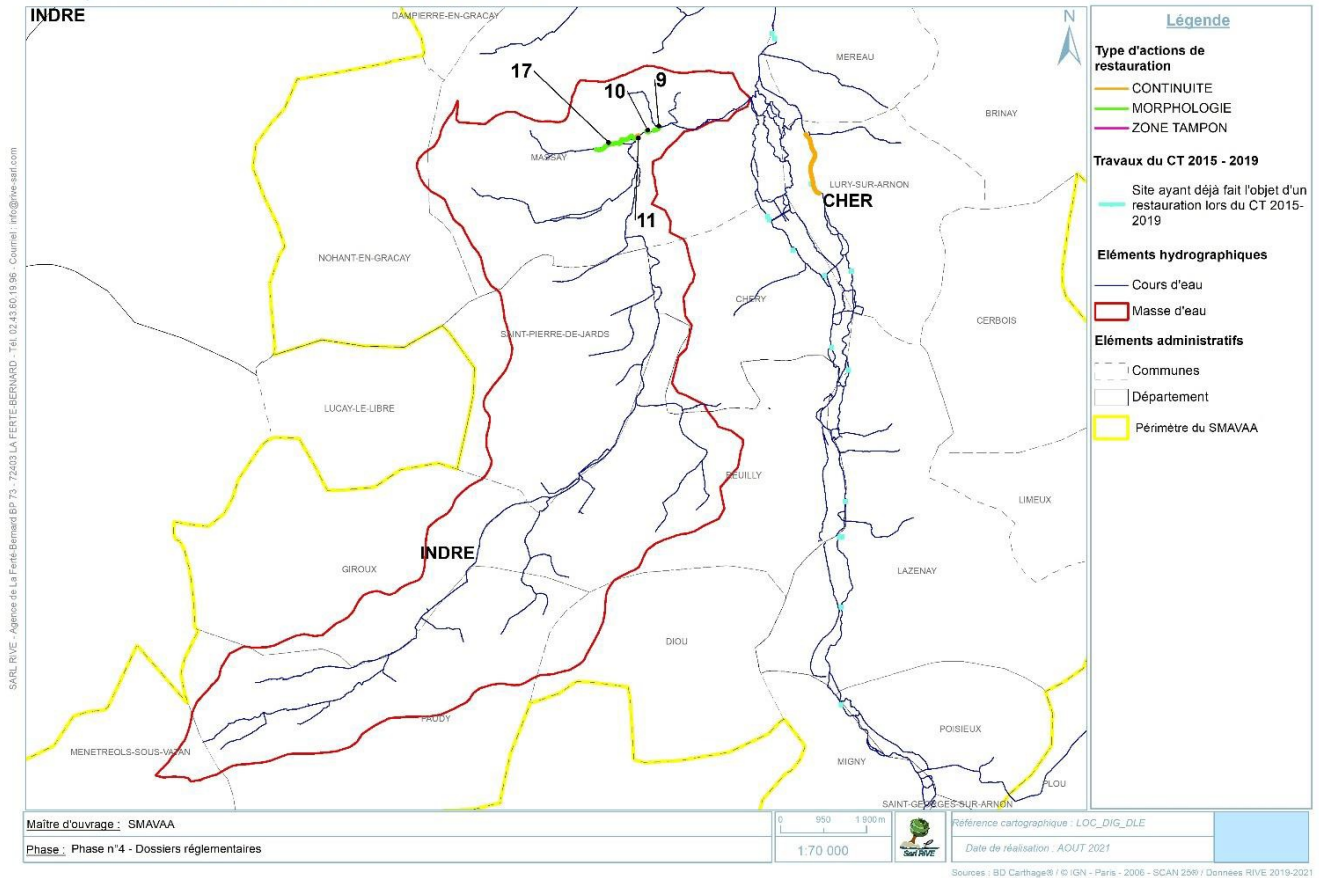 INDRE
DAMPIERRE-EN-GRACAY
N
MEREAU
17
9
10
BRINAY
MASSAY
LURY-SUR-ARNON
CHER
11
NOHANT-EN-GRACAY
CHERY
CERBOIS
SAINT-PIERRE-DE-JARDS
LUCAY-LE-LIBRE
REUILLY
LIMEUX
INDRE
GIROUX
LAZENAY
DIOU
PAUDY
POISIEUX
MENETREOLS-SOUS-VATAN
MIGNY
PLOU
SAINT-GEORGES-SUR-ARNON
Légende
Type d'actions de
restauration
CONTINUITE
MORPHOLOGIE
ZONE TAMPON
Travaux du CT 2015 - 2019
Site ayant déjà fait l'objet d'un
restauration lors du CT 2015-
2019
Eléments hydrographiques
Cours d'eau
Masse d'eau
Eléments administratifs
Communes
Département
Périmètre du SMAVAA
SARL RIVE - Agence de La Ferté-Bernard BP 73 - 72403 LA FERTE-BERNARD - Tél. 02.43.60.19.96 - Courriel : info@rive-sarl.com
Maître d'ouvrage : SMAVAA
Phase : Phase n°4 - Dossiers réglementaires
0 950 1 900 m
1:70 000
Sarl RIVE
Référence cartographique : LOC_DIG_DLE
Date de réalisation : AOUT 2021
Sources : BD Carthage® / © IGN - Paris - 2006 - SCAN 25® / Données RIVE 2019-2021